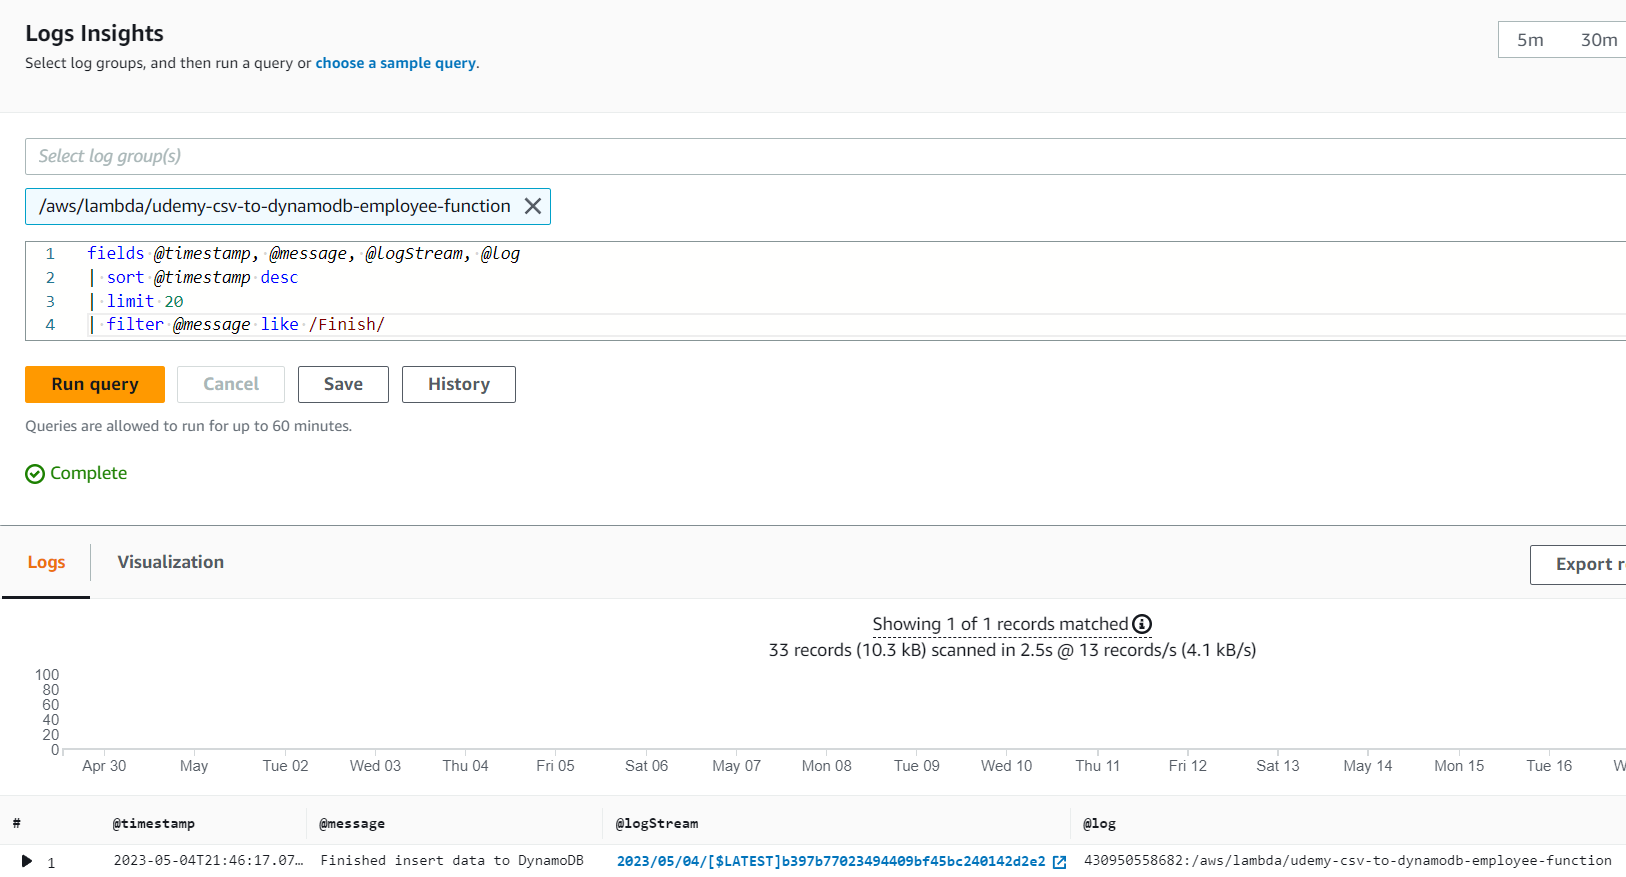 Logs Insights
5m 30m
Select log groups, and then run a query or choose a sample query.
Select log group(s)
/aws/lambda/udemy-csv-to-dynamodb-employee-function
1 fields @timestamp, @message, @logStream, @log
2 | sort @timestamp desc
3 | limit 20
4 | filter @message like /Finish/
Run query Cancel Save History
Queries are allowed to run for up to 60 minutes.
Complete
Logs Visualization
Export r
Showing 1 of 1 records matched
33 records (10.3 kB) scanned in 2.5s @ 13 records/s (4.1 kB/s)
100
80
60
40
20
0
Apr 30 May Tue 02 Wed 03 Thu 04 Fri 05 Sat 06 May 07 Mon 08 Tue 09 Wed 10 Thu 11 Fri 12 Sat 13 May 14 Mon 15 Tue 16 W
# @timestamp @message @logStream @log
1 2023-05-04T21:46:17.07… Finished insert data to DynamoDB 2023/05/04/[$LATEST]b397b77023494409bf45bc240142d2e2 430950558682:/aws/lambda/udemy-csv-to-dynamodb-employee-function